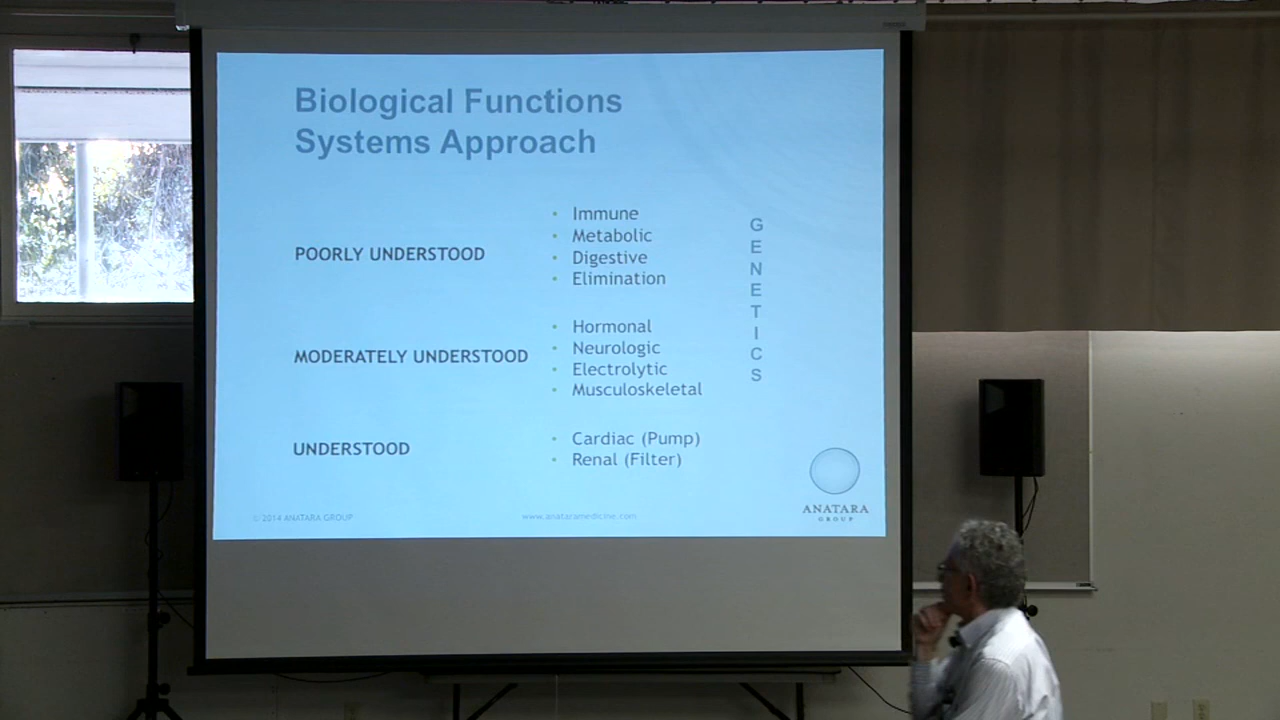 Biological Functions
Systems Approach
POORLY UNDERSTOOD
• Immune
• Metabolic
• Digestive
• Elimination
MODERATELY UNDERSTOOD
• Hormonal
• Neurologic
• Electrolytic
• Musculoskeletal
UNDERSTOOD
• Cardiac (Pump)
• Renal (Filter)
G
E
N
E
T
I
C
S
ANATARA
GROUP
© 2014 ANATARA GROUP
www.anataramedicine.com